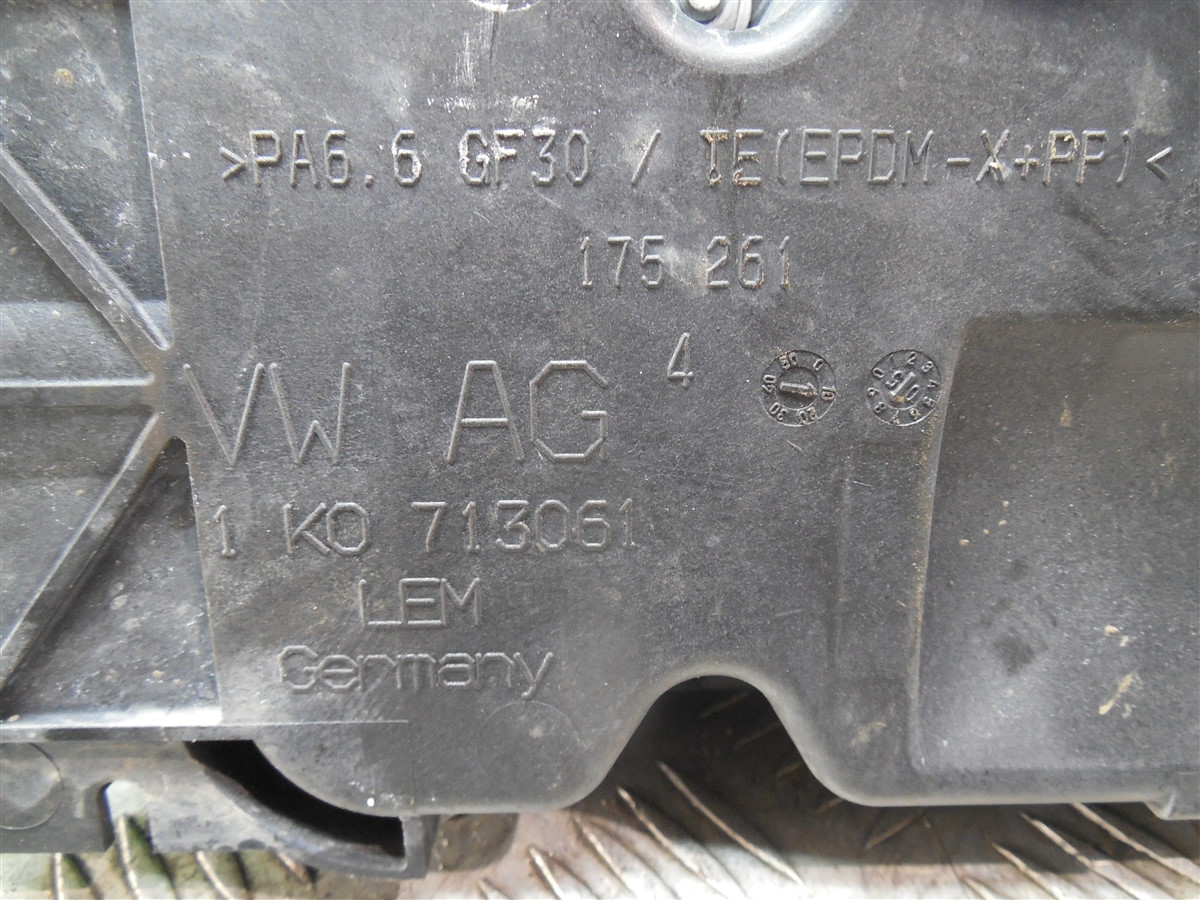 >PA6.6 GF30 / TE(EPDM-X+PP)<
175 261
4
VW AG
1 K0 713061
LEM
Germany